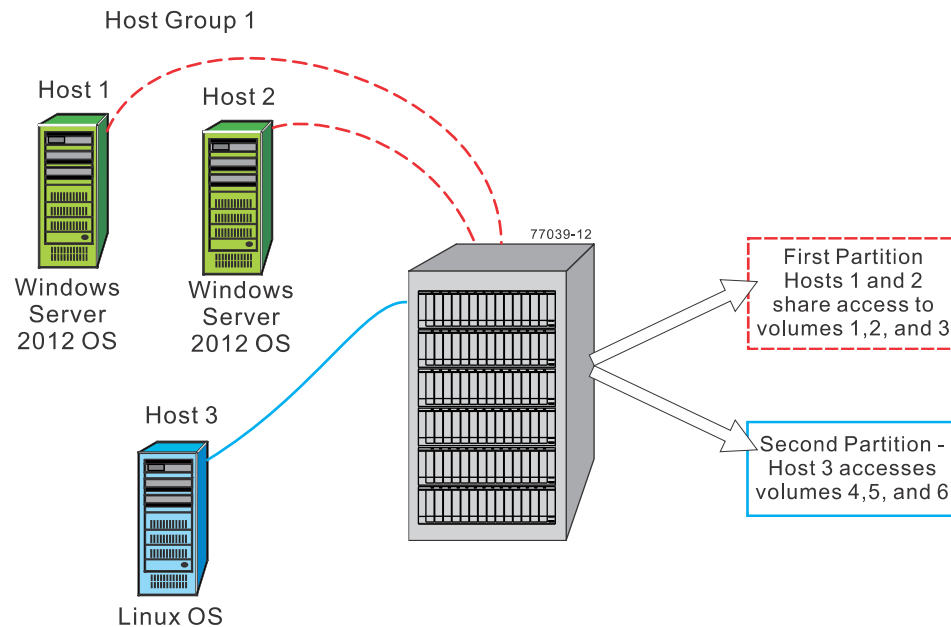 Host Group 1
Host 1
Host 2
Windows
Server
2012 OS
Windows
Server
2012 OS
77039-12
First Partition
Hosts 1 and 2
share access to
volumes 1,2, and 3
Host 3
Linux OS
Second Partition -
Host 3 accesses
volumes 4,5, and 6